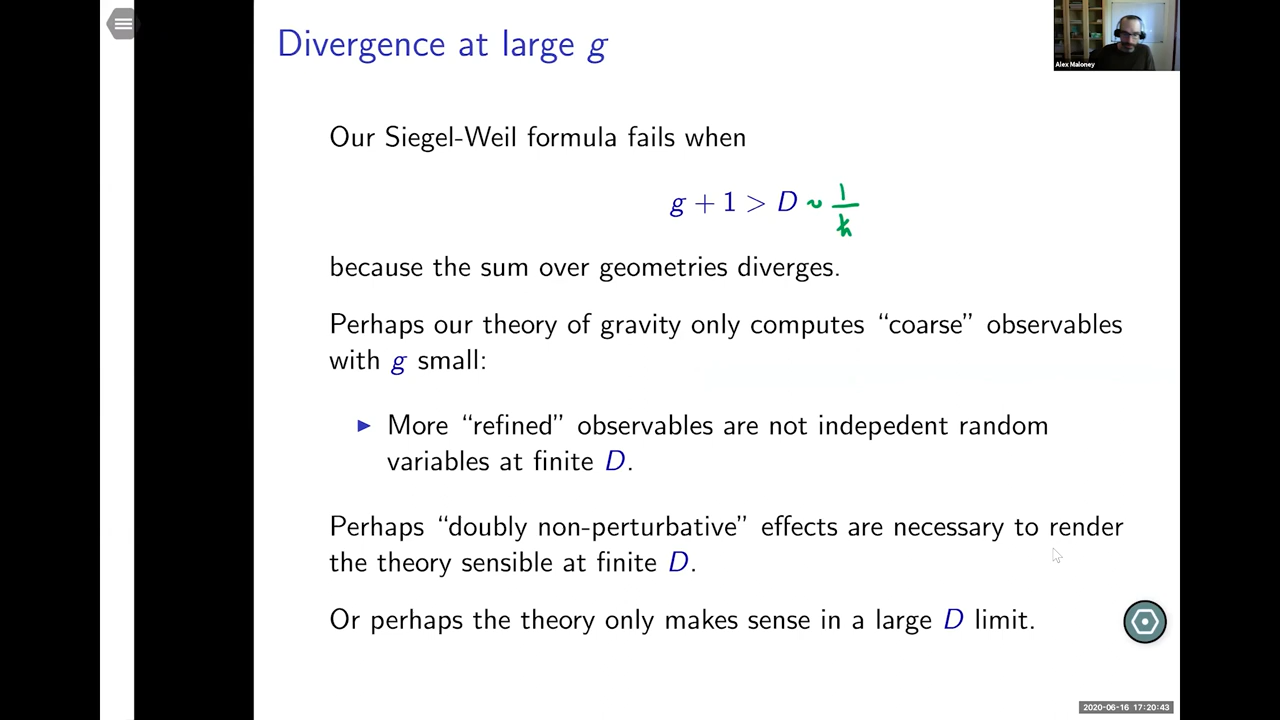 Divergence at large g
Alex Maloney
Our Siegel-Weil formula fails when
g + 1 > D ~ 1/ħ
because the sum over geometries diverges.
Perhaps our theory of gravity only computes “coarse” observables
with g small:
▶ More “refined” observables are not indepedent random
variables at finite D.
Perhaps “doubly non-perturbative” effects are necessary to render
the theory sensible at finite D.
Or perhaps the theory only makes sense in a large D limit.
2020-06-16 17:20:43